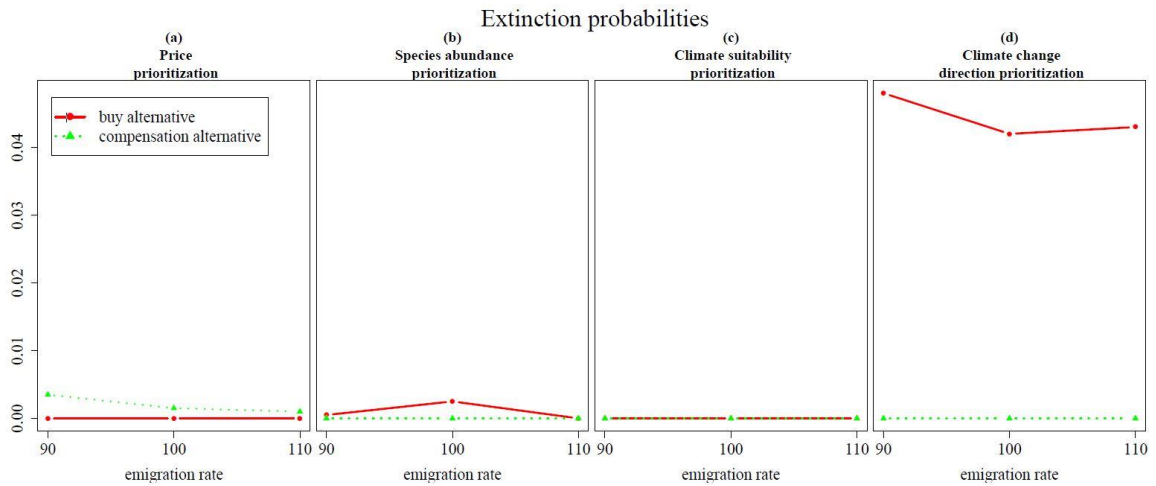 Extinction probabilities
(a)
Price
prioritization
(b)
Species abundance
prioritization
(c)
Climate suitability
prioritization
(d)
Climate change
direction prioritization
buy alternative
compensation alternative
0.04
0.03
0.02
0.01
0.00
90 100 110
90 100 110
90 100 110
90 100 110
emigration rate
emigration rate
emigration rate
emigration rate